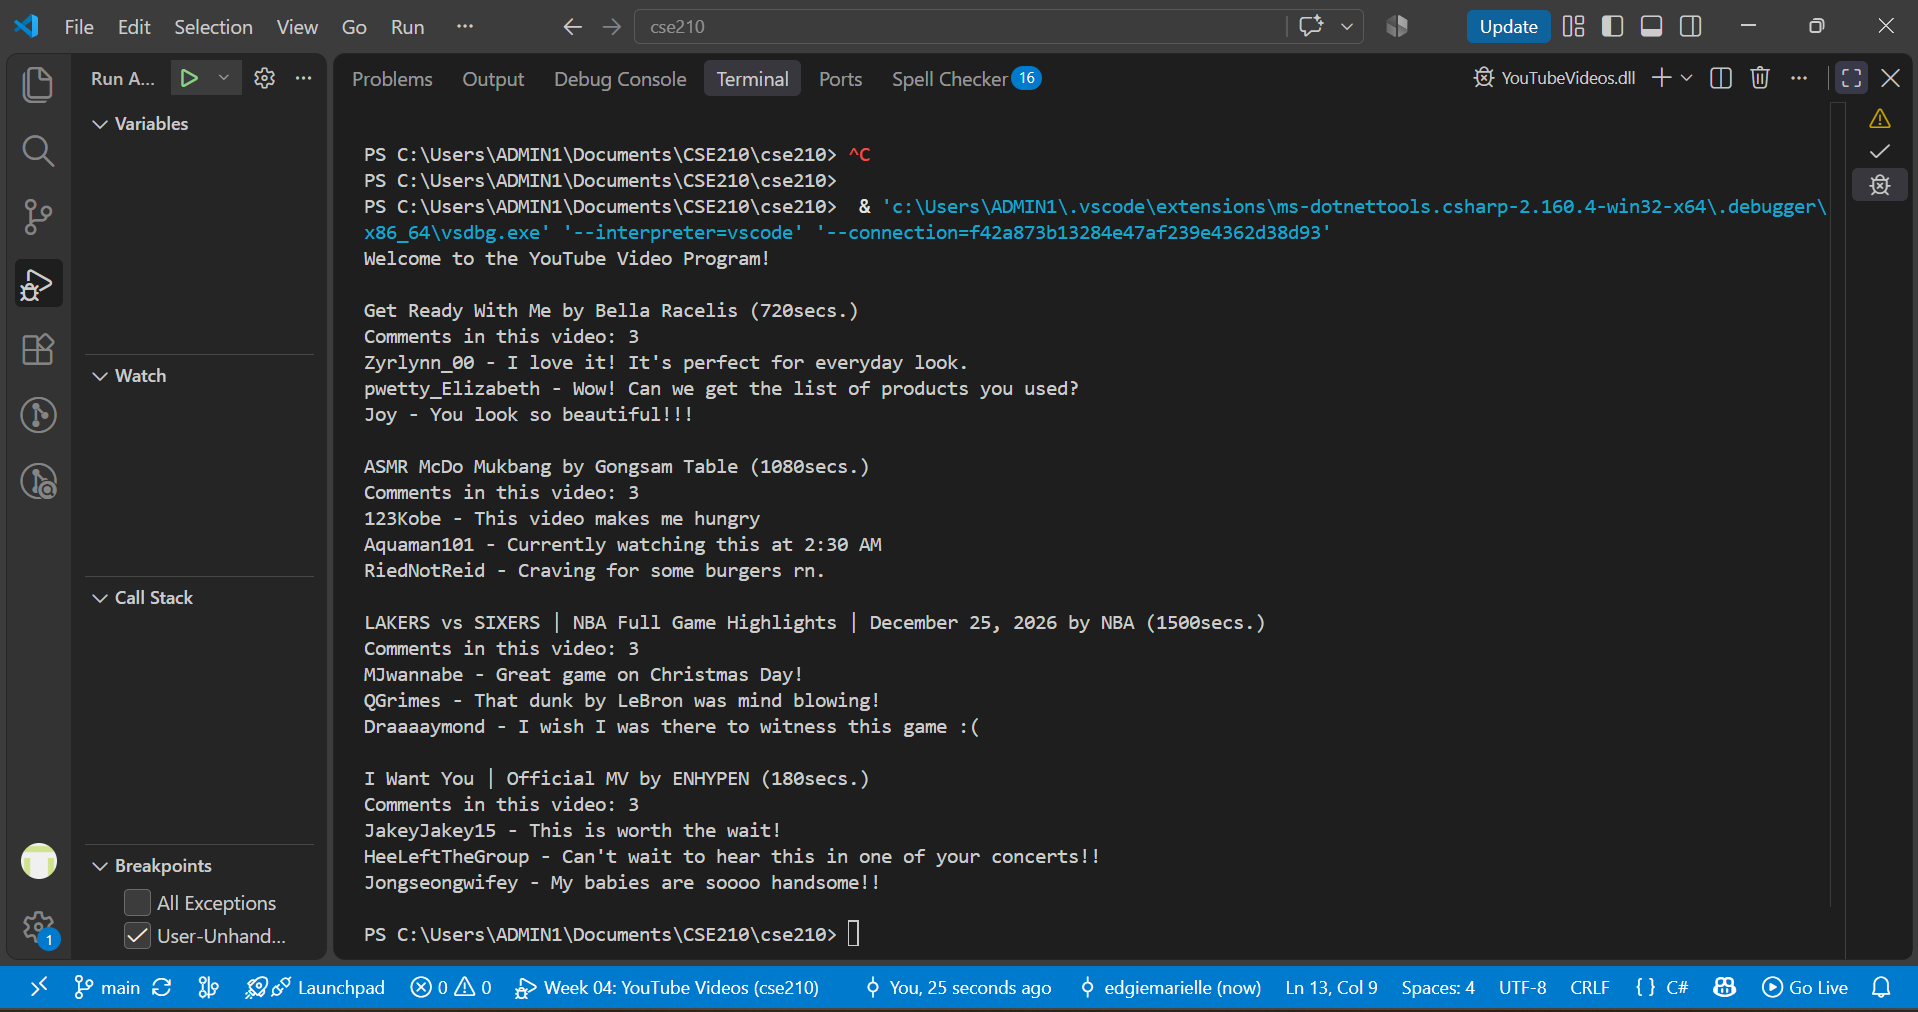 File Edit Selection View Go Run ··· cse210 Update
Run A... ···
Problems Output Debug Console Terminal Ports Spell Checker 16 YouTubeVideos.dll ···
Variables
Watch
Call Stack
Breakpoints
All Exceptions
User-Unhand...
1
PS C:\Users\ADMIN1\Documents\CSE210\cse210> ^C
PS C:\Users\ADMIN1\Documents\CSE210\cse210>
PS C:\Users\ADMIN1\Documents\CSE210\cse210>  & 'c:\Users\ADMIN1\.vscode\extensions\ms-dotnettools.csharp-2.160.4-win32-x64\.debugger\
x86_64\vsdbg.exe' '--interpreter=vscode' '--connection=f42a873b13284e47af239e4362d38d93'
Welcome to the YouTube Video Program!
Get Ready With Me by Bella Racelis (720secs.)
Comments in this video: 3
Zyrlynn_00 - I love it! It's perfect for everyday look.
pwetty_Elizabeth - Wow! Can we get the list of products you used?
Joy - You look so beautiful!!!
ASMR McDo Mukbang by Gongsam Table (1080secs.)
Comments in this video: 3
123Kobe - This video makes me hungry
Aquaman101 - Currently watching this at 2:30 AM
RiedNotReid - Craving for some burgers rn.
LAKERS vs SIXERS | NBA Full Game Highlights | December 25, 2026 by NBA (1500secs.)
Comments in this video: 3
MJwannabe - Great game on Christmas Day!
QGrimes - That dunk by LeBron was mind blowing!
Draaaaymond - I wish I was there to witness this game :(
I Want You | Official MV by ENHYPEN (180secs.)
Comments in this video: 3
JakeyJakey15 - This is worth the wait!
HeeLeftTheGroup - Can't wait to hear this in one of your concerts!!
Jongseongwifey - My babies are soooo handsome!!
PS C:\Users\ADMIN1\Documents\CSE210\cse210>
main Launchpad 0 0 Week 04: YouTube Videos (cse210) You, 25 seconds ago edgiemarielle (now) Ln 13, Col 9 Spaces: 4 UTF-8 CRLF { } C# Go Live